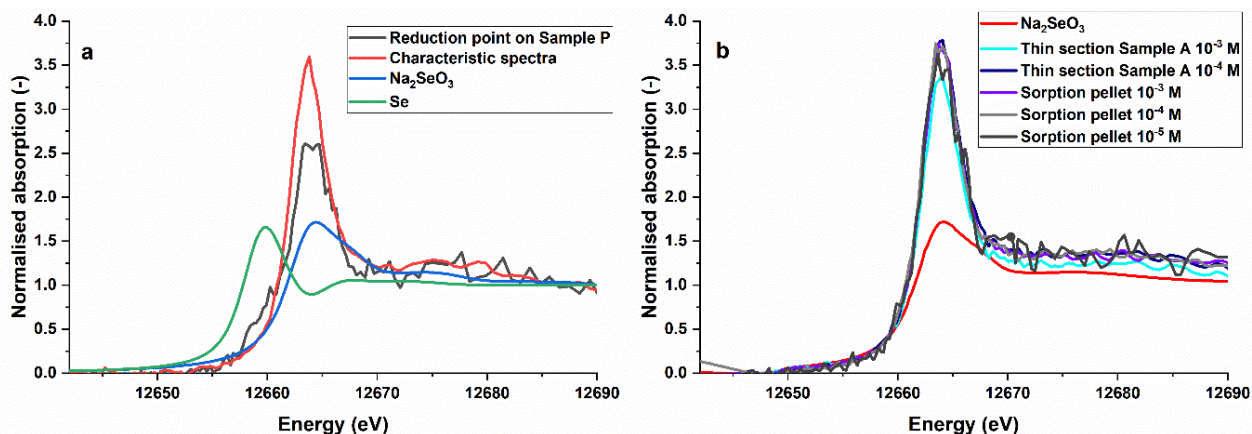 a
Reduction point on Sample P
Characteristic spectra
Na₂SeO₃
Se
Normalised absorption (-)
4.0
3.5
3.0
2.5
2.0
1.5
1.0
0.5
0.0
12650 12660 12670 12680 12690
Energy (eV)
b
Na₂SeO₃
Thin section Sample A 10⁻³ M
Thin section Sample A 10⁻⁴ M
Sorption pellet 10⁻³ M
Sorption pellet 10⁻⁴ M
Sorption pellet 10⁻⁵ M
Normalised absorption (-)
4.0
3.5
3.0
2.5
2.0
1.5
1.0
0.5
0.0
12650 12660 12670 12680 12690
Energy (eV)